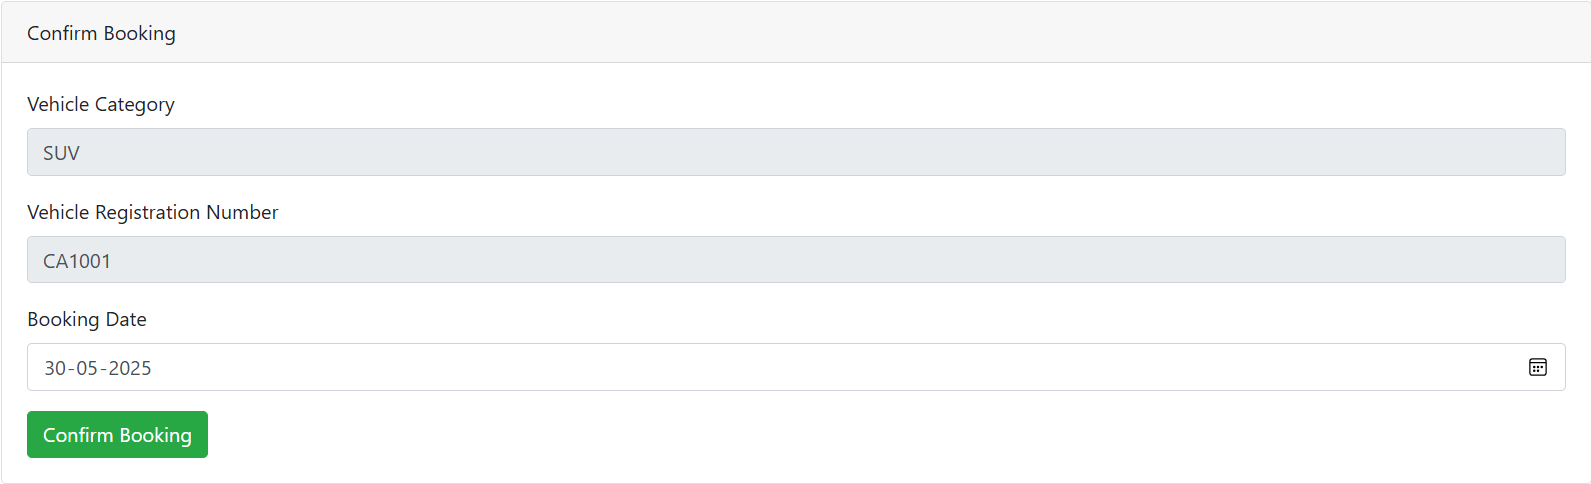 Confirm Booking
Vehicle Category
SUV
Vehicle Registration Number
CA1001
Booking Date
30-05-2025
Confirm Booking